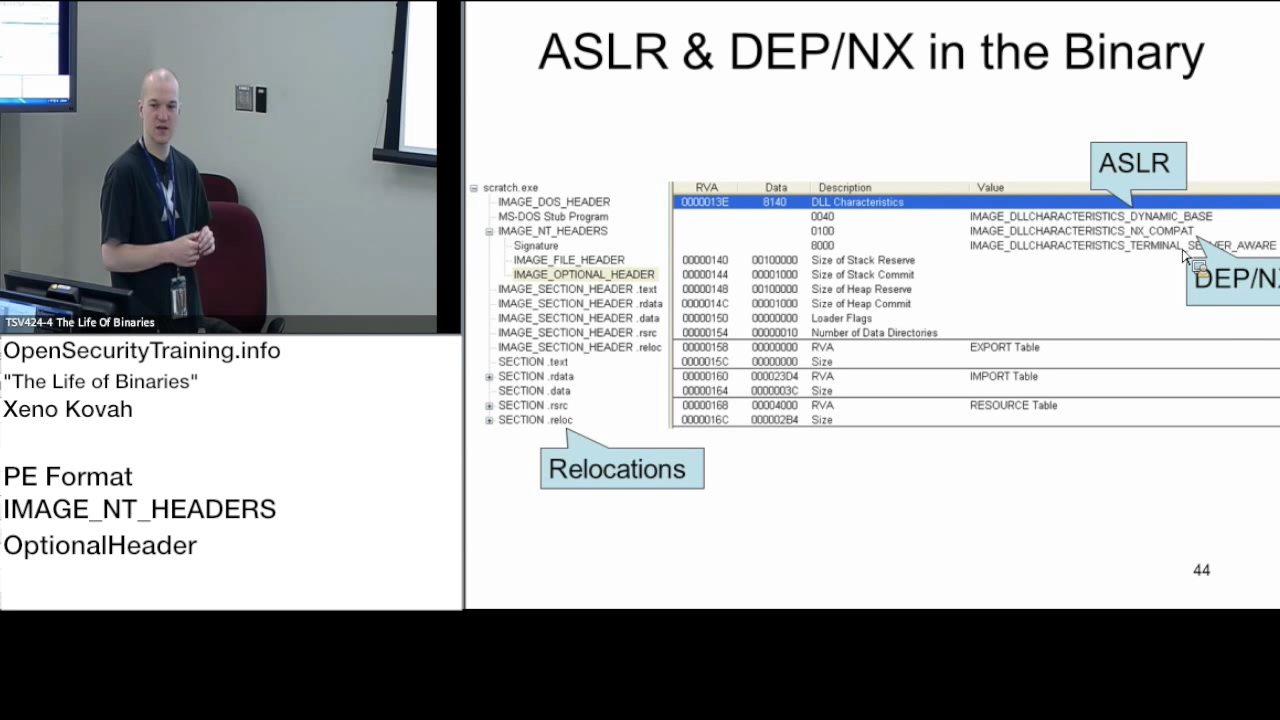 TSV424-4 The Life Of Binaries
OpenSecurityTraining.info
"The Life of Binaries"
Xeno Kovah
PE Format
IMAGE_NT_HEADERS
OptionalHeader
ASLR & DEP/NX in the Binary
ASLR
scratch.exe
IMAGE_DOS_HEADER
MS-DOS Stub Program
IMAGE_NT_HEADERS
Signature
IMAGE_FILE_HEADER
IMAGE_OPTIONAL_HEADER
IMAGE_SECTION_HEADER .text
IMAGE_SECTION_HEADER .rdata
IMAGE_SECTION_HEADER .data
IMAGE_SECTION_HEADER .rsrc
IMAGE_SECTION_HEADER .reloc
SECTION .text
SECTION .rdata
SECTION .data
SECTION .rsrc
SECTION .reloc
RVA Data Description Value
0000013E 8140 DLL Characteristics
0040 IMAGE_DLLCHARACTERISTICS_DYNAMIC_BASE
0100 IMAGE_DLLCHARACTERISTICS_NX_COMPAT
8000 IMAGE_DLLCHARACTERISTICS_TERMINAL_SERVER_AWARE
00000140 00100000 Size of Stack Reserve
00000144 00001000 Size of Stack Commit
00000148 00100000 Size of Heap Reserve
0000014C 00001000 Size of Heap Commit
00000150 00000000 Loader Flags
00000154 00000010 Number of Data Directories
00000158 00000000 RVA EXPORT Table
0000015C 00000000 Size
00000160 000023D4 RVA IMPORT Table
00000164 0000003C Size
00000168 00004000 RVA RESOURCE Table
0000016C 000002B4 Size
DEP/NX
Relocations
44